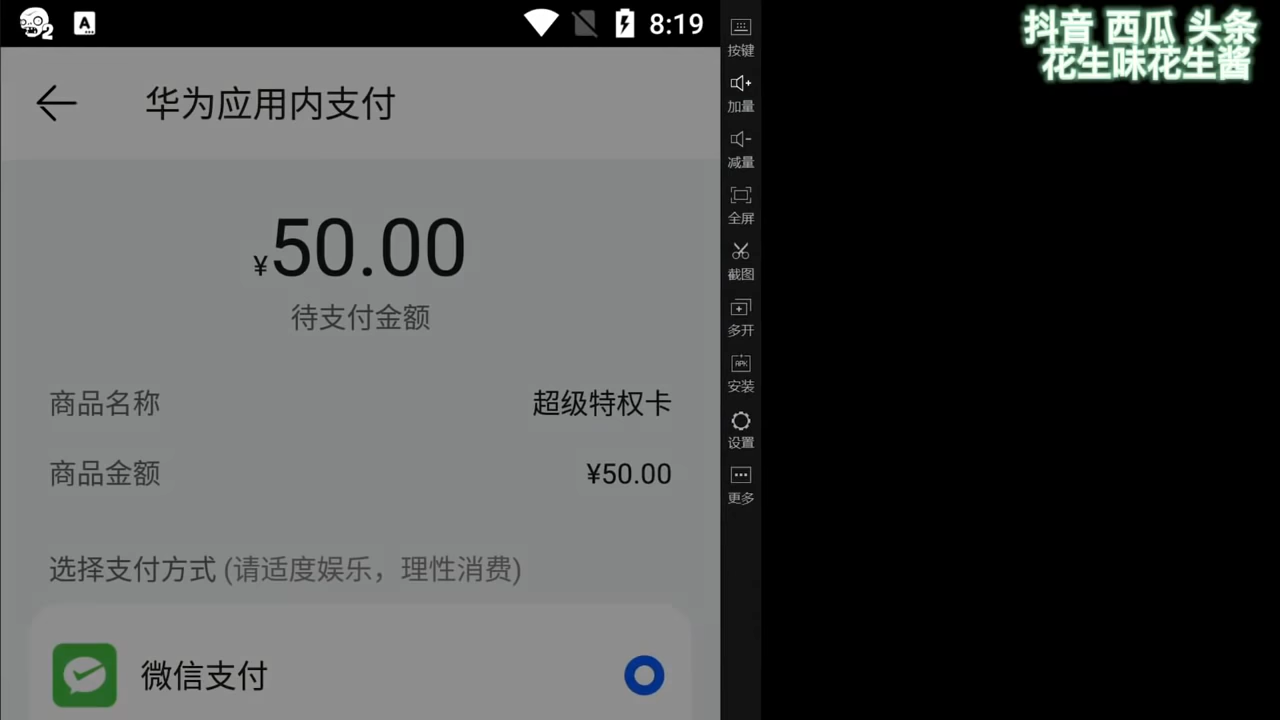 2
A
8:19
华为应用内支付
¥50.00
待支付金额
商品名称
超级特权卡
商品金额
¥50.00
选择支付方式 (请适度娱乐，理性消费)
微信支付
按键
加量
减量
全屏
截图
多开
APK
安装
设置
更多
抖音 西瓜 头条
花生味花生酱